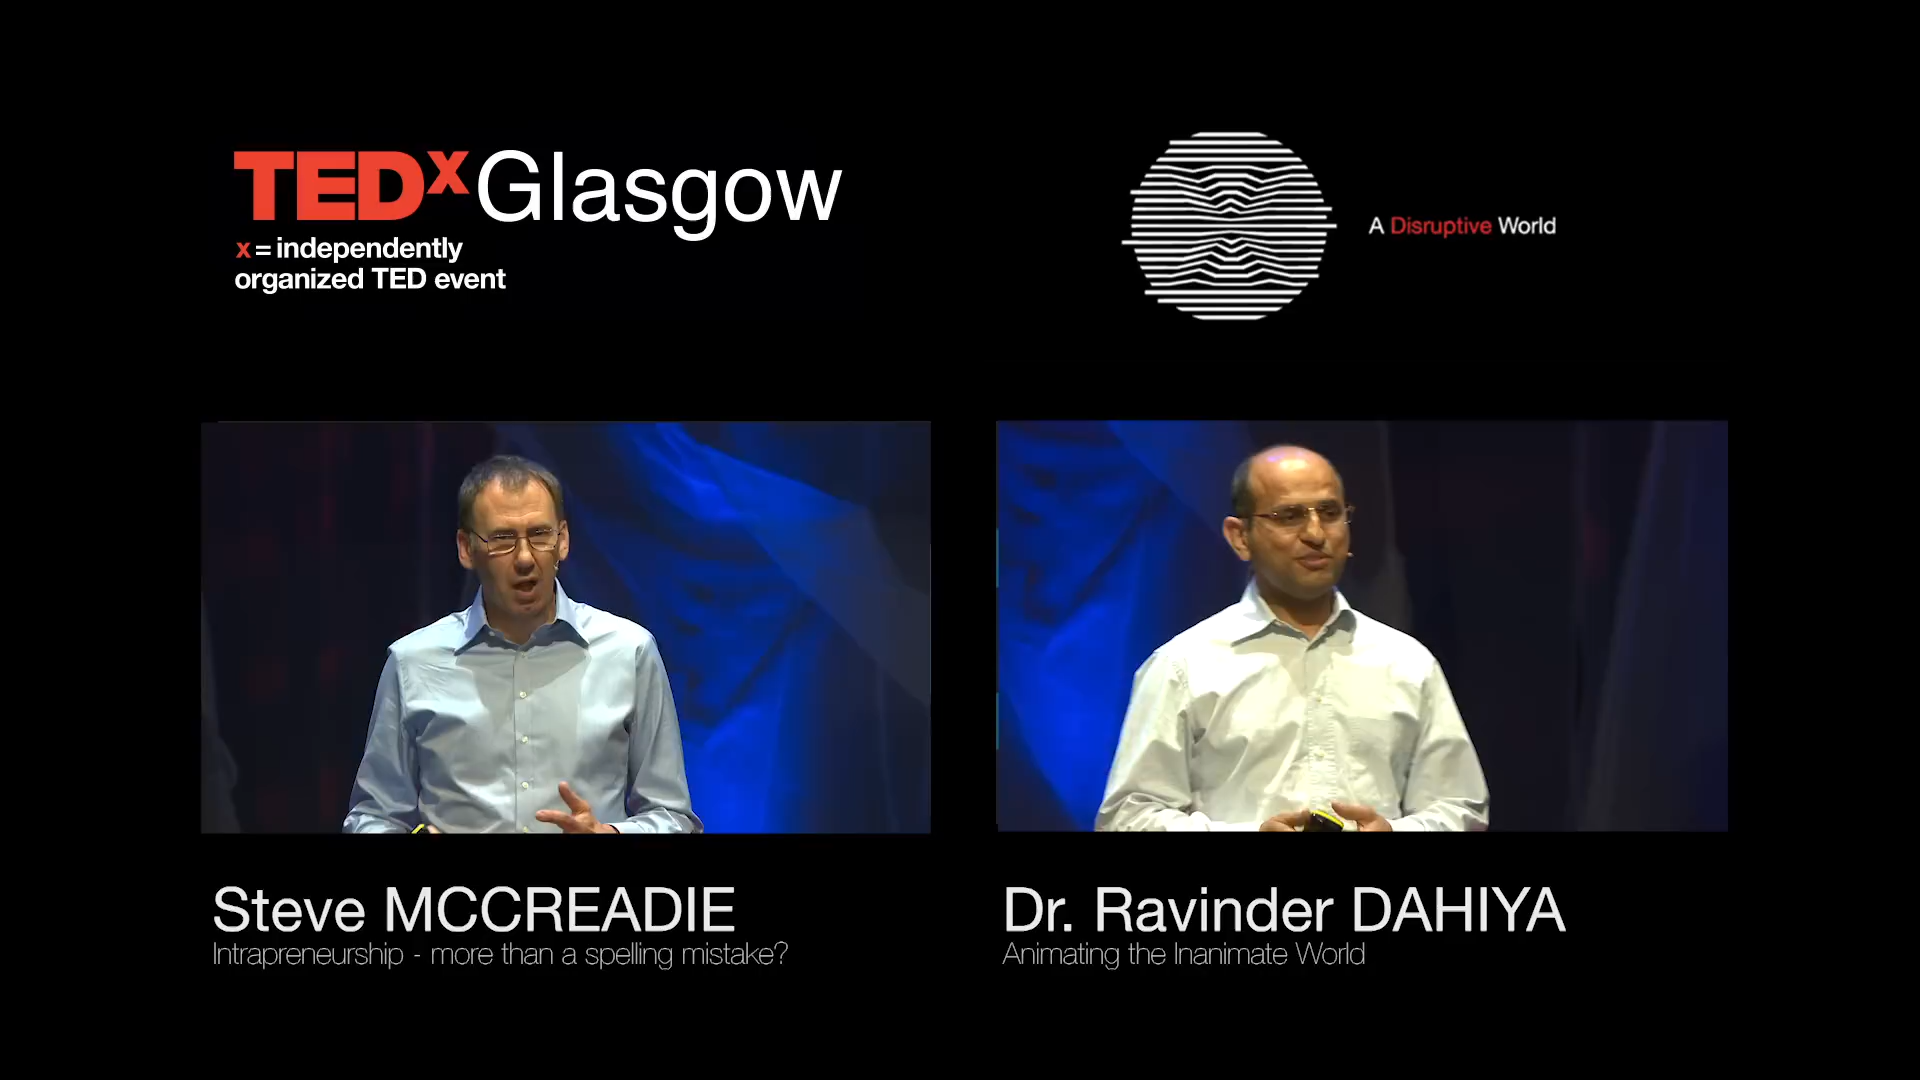 TEDxGlasgow
x = independently
organized TED event
A Disruptive World
Steve MCCREADIE
Intrapreneurship - more than a spelling mistake?
Dr. Ravinder DAHIYA
Animating the Inanimate World